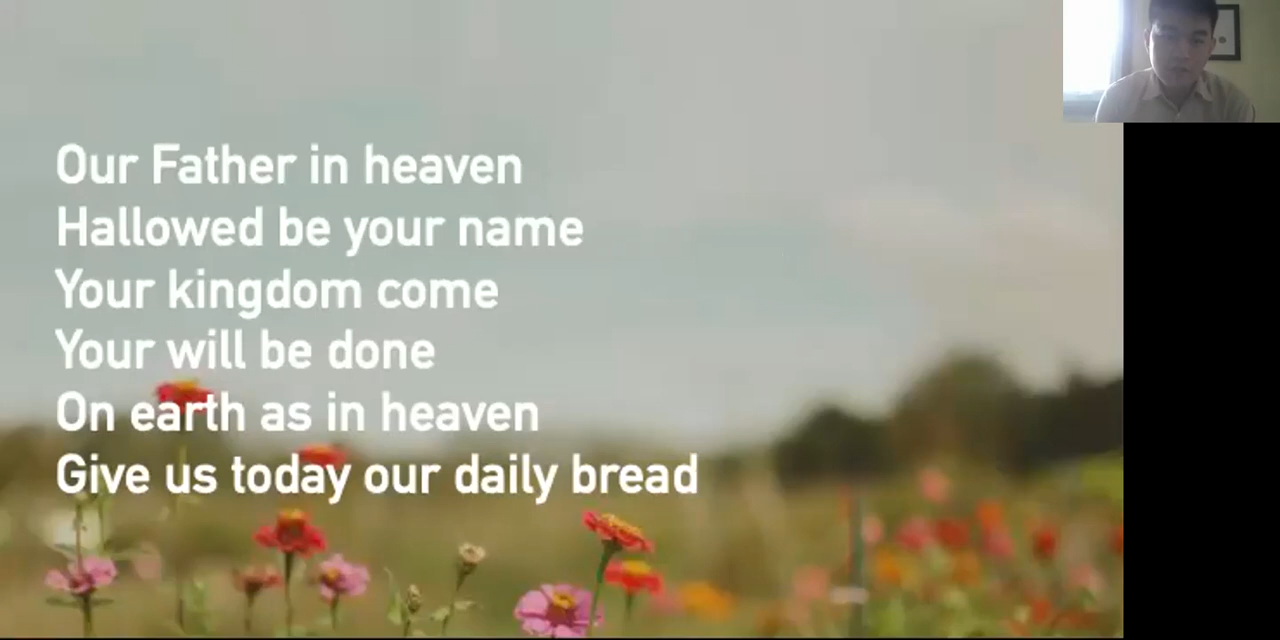 Our Father in heaven
Hallowed be your name
Your kingdom come
Your will be done
On earth as in heaven
Give us today our daily bread